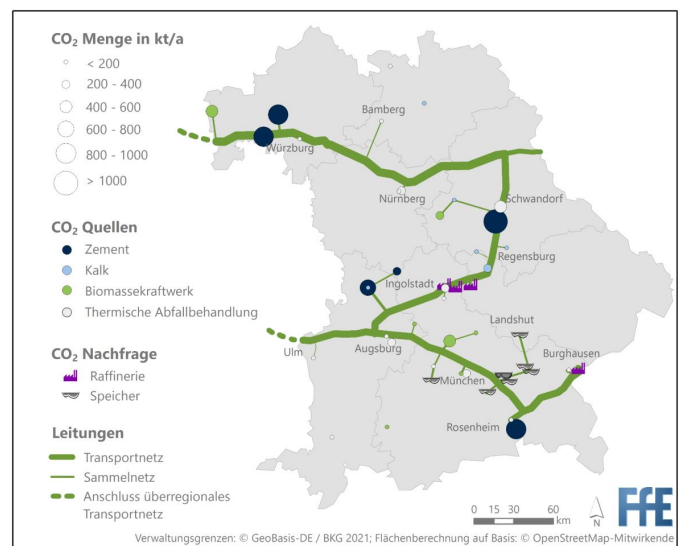 CO₂ Menge in kt/a
< 200
200 - 400
400 - 600
600 - 800
800 - 1000
> 1000
CO₂ Quellen
Zement
Kalk
Biomassekraftwerk
Thermische Abfallbehandlung
CO₂ Nachfrage
Raffinerie
Speicher
Leitungen
Transportnetz
Sammelnetz
Anschluss überregionales
Transportnetz
Bamberg
Würzburg
Nürnberg
Schwandorf
Regensburg
Ingolstadt
Landshut
Ulm
Augsburg
Burghausen
München
Rosenheim
0 15 30 60
km
N
FfE
Verwaltungsgrenzen: © GeoBasis-DE / BKG 2021; Flächenberechnung auf Basis: © OpenStreetMap-Mitwirkende